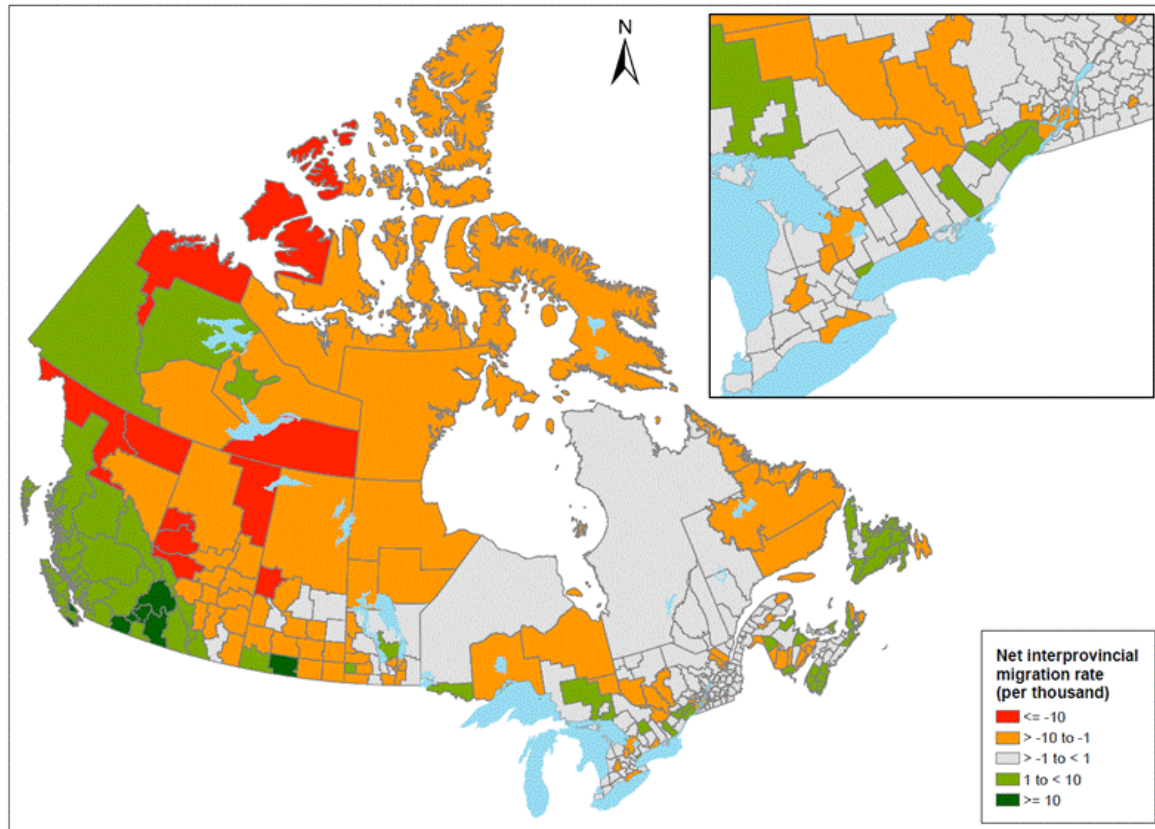 N
Net interprovincial
migration rate
(per thousand)
<= -10
> -10 to -1
> -1 to < 1
1 to < 10
>= 10